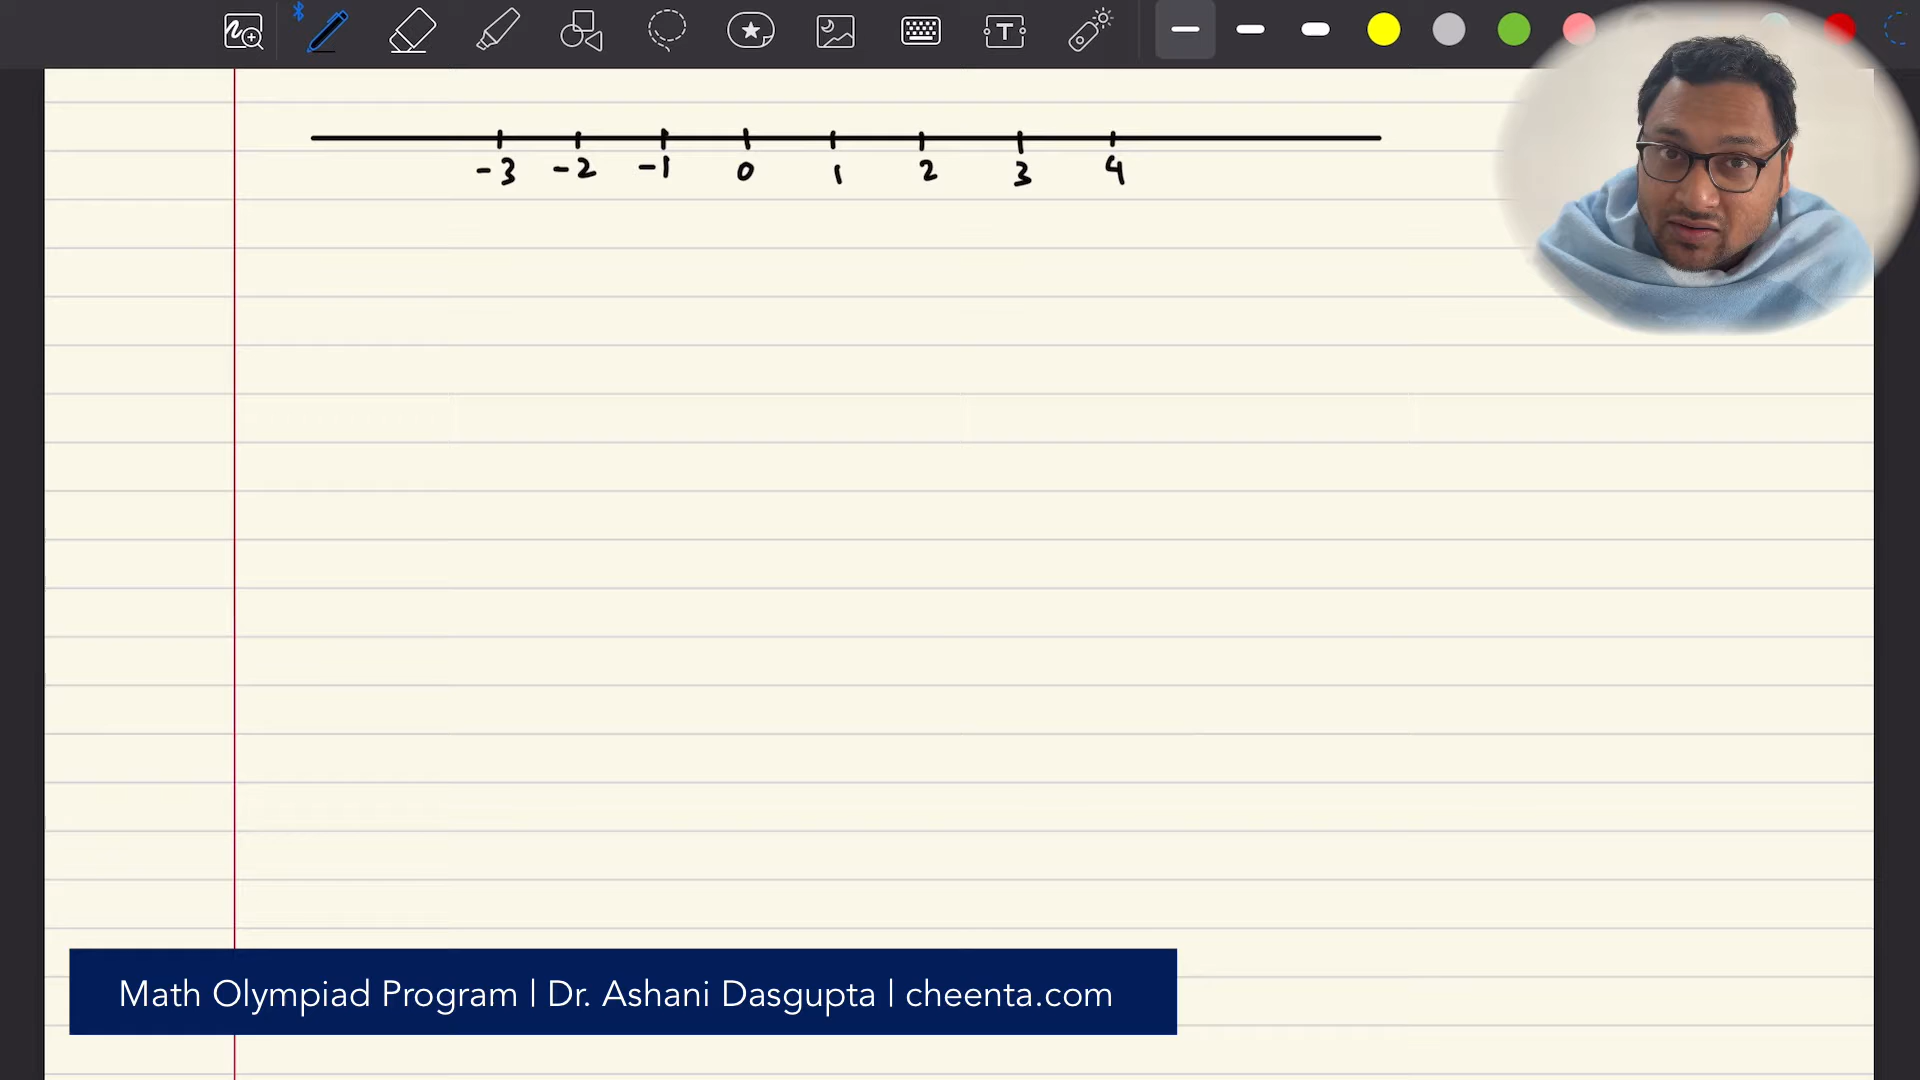 -3 -2 -1 0 1 2 3 4
Math Olympiad Program | Dr. Ashani Dasgupta | cheenta.com